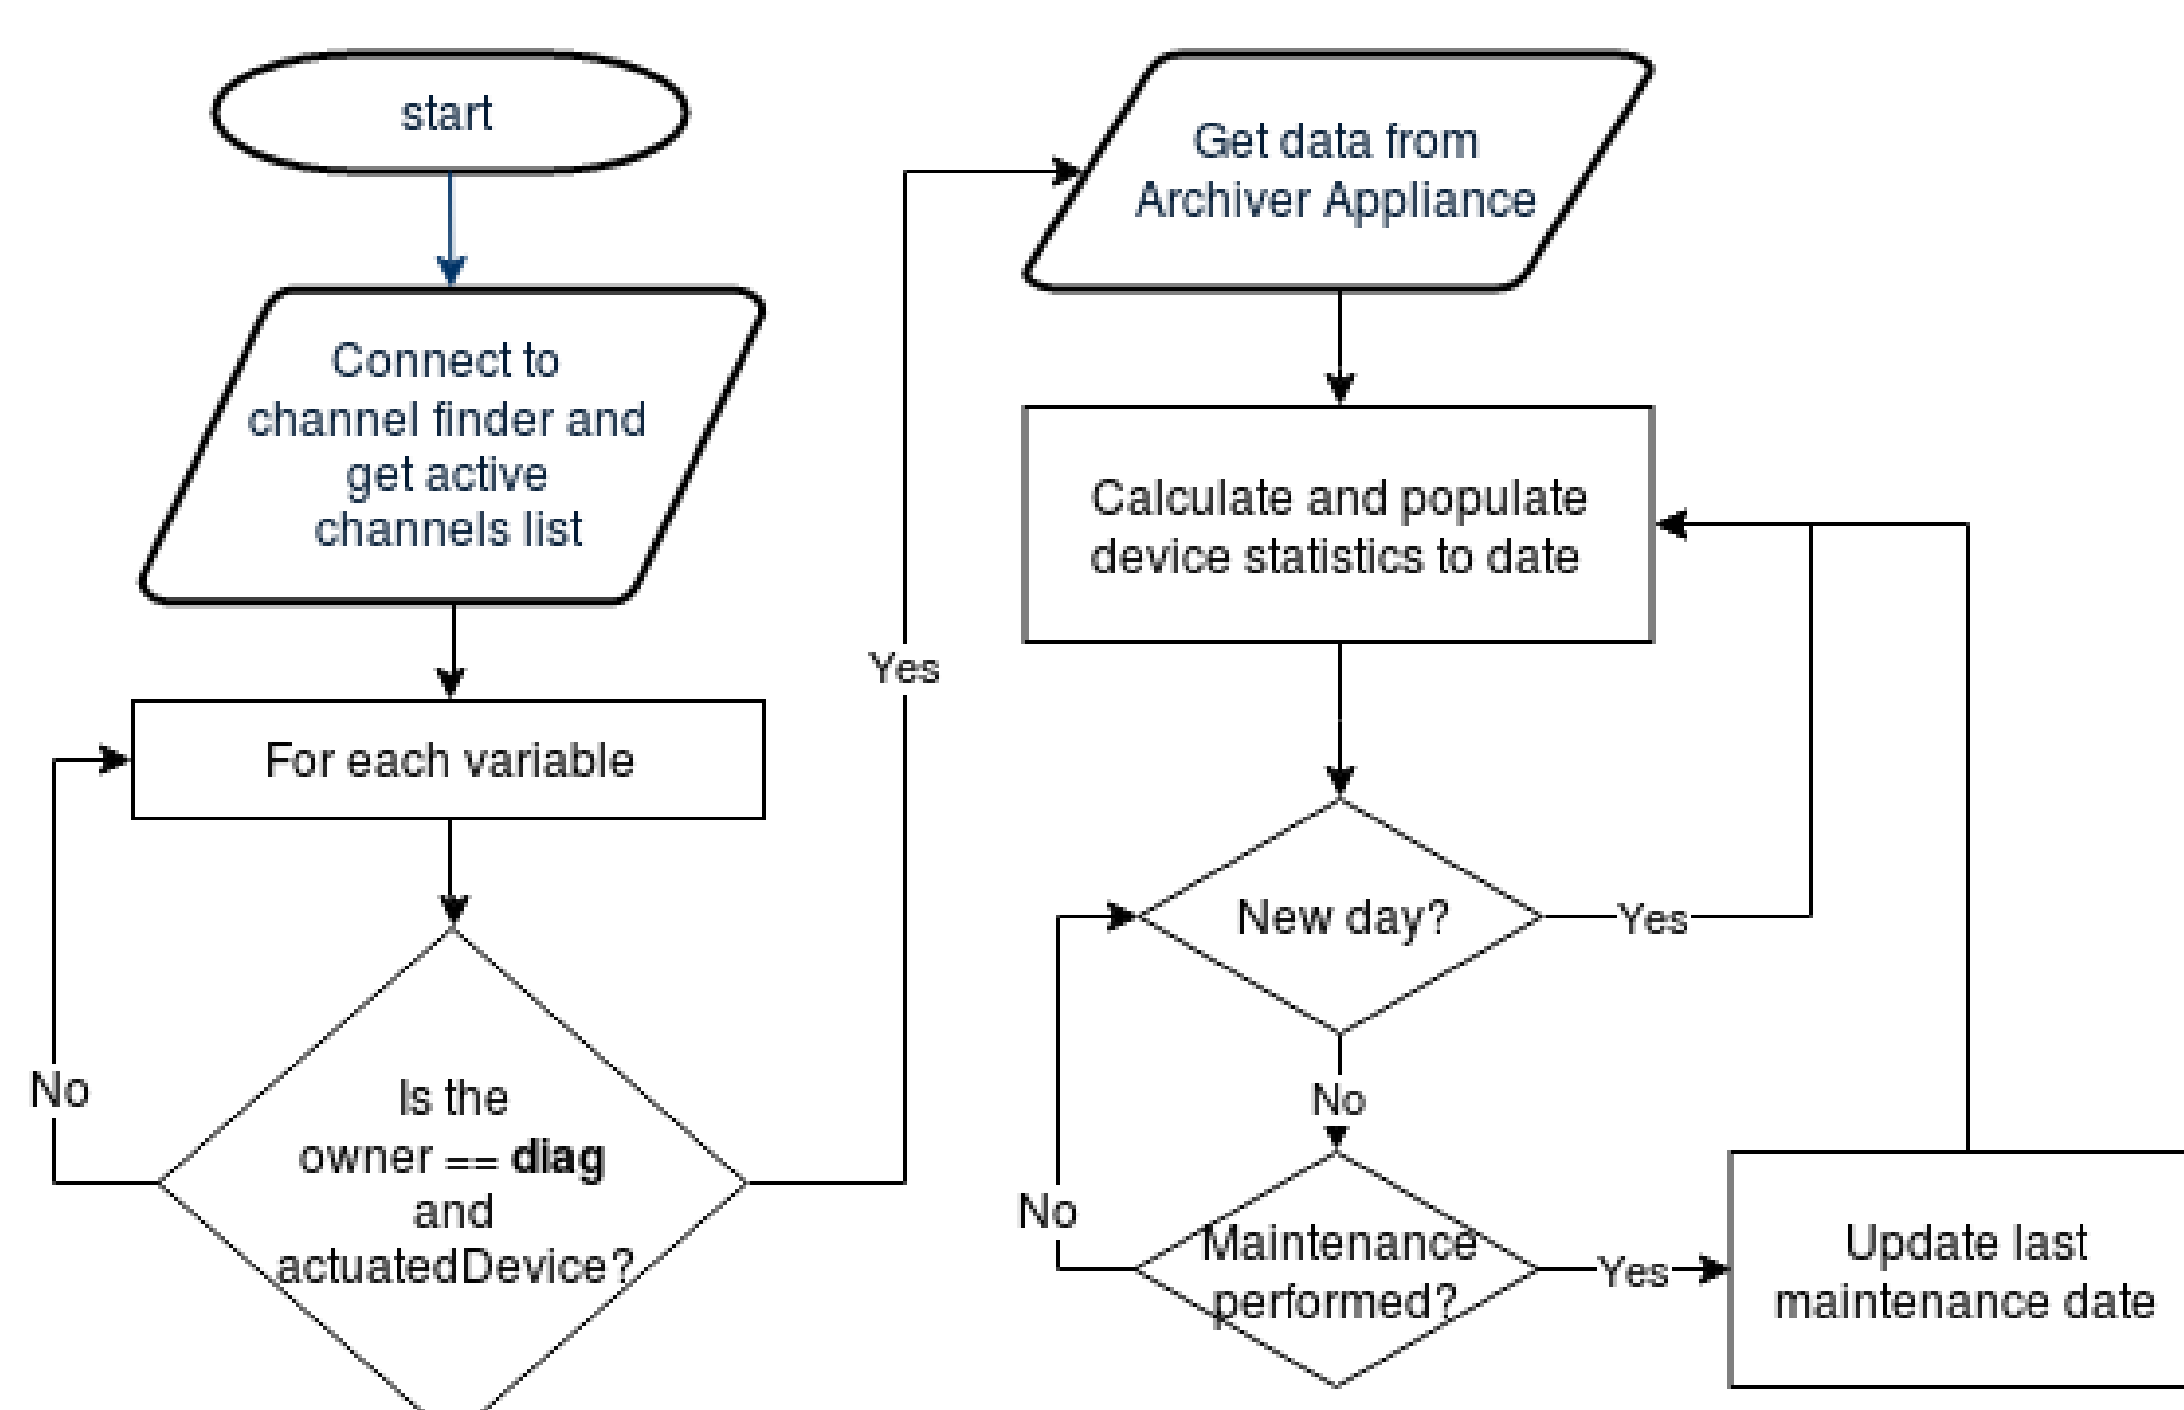 start
Connect to
channel finder and
get active
channels list
For each variable
No
Is the
owner == diag
and
actuatedDevice?
Yes
Get data from
Archiver Appliance
Calculate and populate
device statistics to date
New day?
Yes
No
No
Maintenance
performed?
Yes
Update last
maintenance date